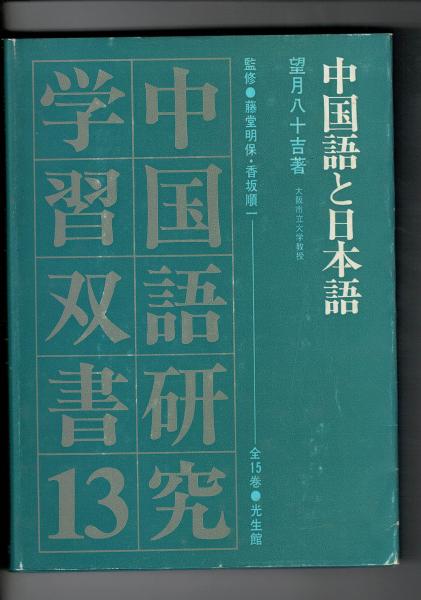 中国語と日本語
望月八十吉著
大阪市立大学教授
監修●藤堂明保・香坂順一
全15巻●光生館
中国語研究
学習双書13